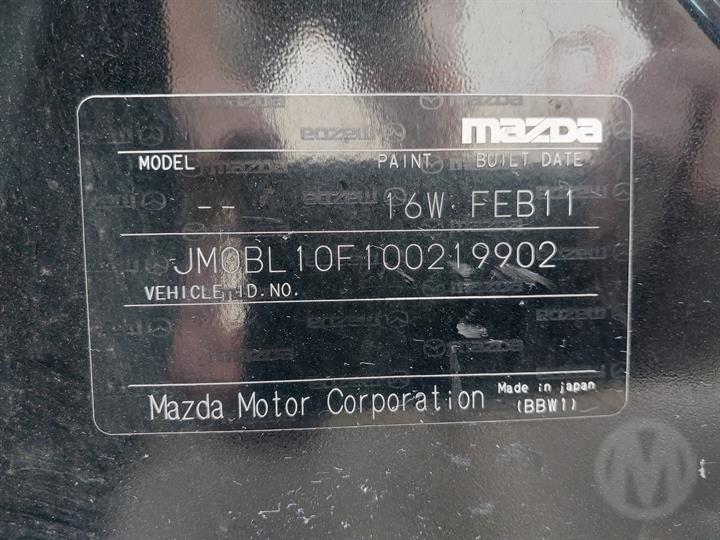 mazda
MODEL PAINT BUILT DATE
-- 16W FEB11
JM0BL10F100219902
VEHICLE ID.NO.
Mazda Motor Corporation Made in japan
(BBW1)
M